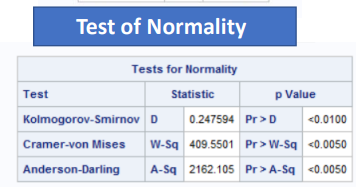 Test of Normality
Tests for Normality
Test Statistic p Value
Kolmogorov-Smirnov D 0.247594 Pr > D <0.0100
Cramer-von Mises W-Sq 409.5501 Pr > W-Sq <0.0050
Anderson-Darling A-Sq 2162.105 Pr > A-Sq <0.0050